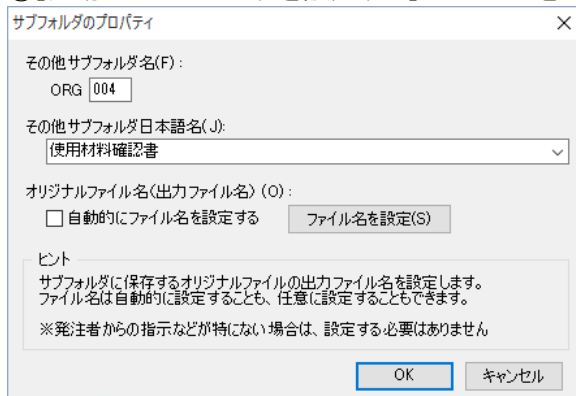 サブフォルダのプロパティ
その他サブフォルダ名(F):
ORG 004
その他サブフォルダ日本語名(J):
使用材料確認書
オリジナルファイル名(出力ファイル名) (O):
自動的にファイル名を設定する ファイル名を設定(S)
ヒント
サブフォルダに保存するオリジナルファイルの出力ファイル名を設定します。
ファイル名は自動的に設定することも、任意に設定することもできます。
※発注者からの指示などが特にない場合は、設定する必要はありません
OK キャンセル